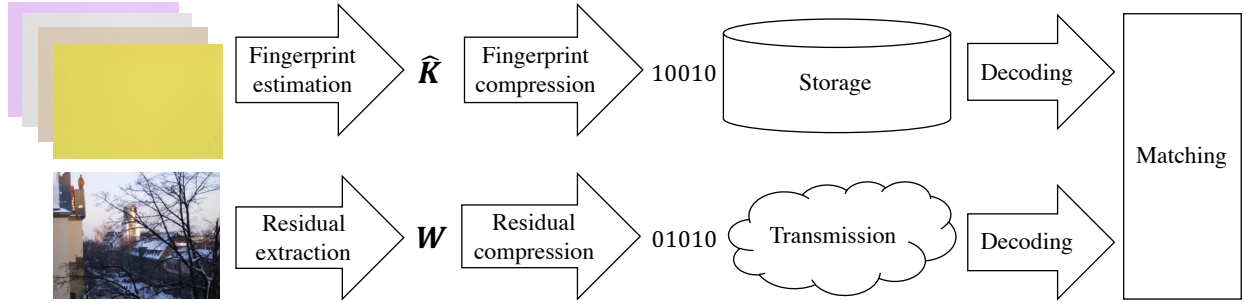 Fingerprint
estimation
K̂
Fingerprint
compression
10010
Storage
Decoding
Matching
Residual
extraction
W
Residual
compression
01010
Transmission
Decoding